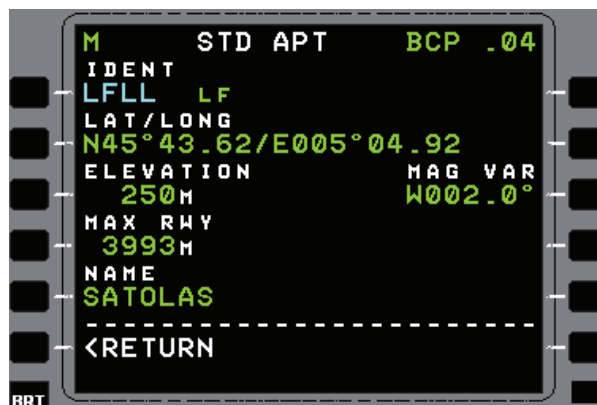 M STD APT BCP .04
IDENT
LFLL LF
LAT/LONG
N45°43.62/E005°04.92
ELEVATION MAG VAR
250M W002.0°
MAX RWY
3993M
NAME
SATOLAS
------------------------------
<RETURN
BRT